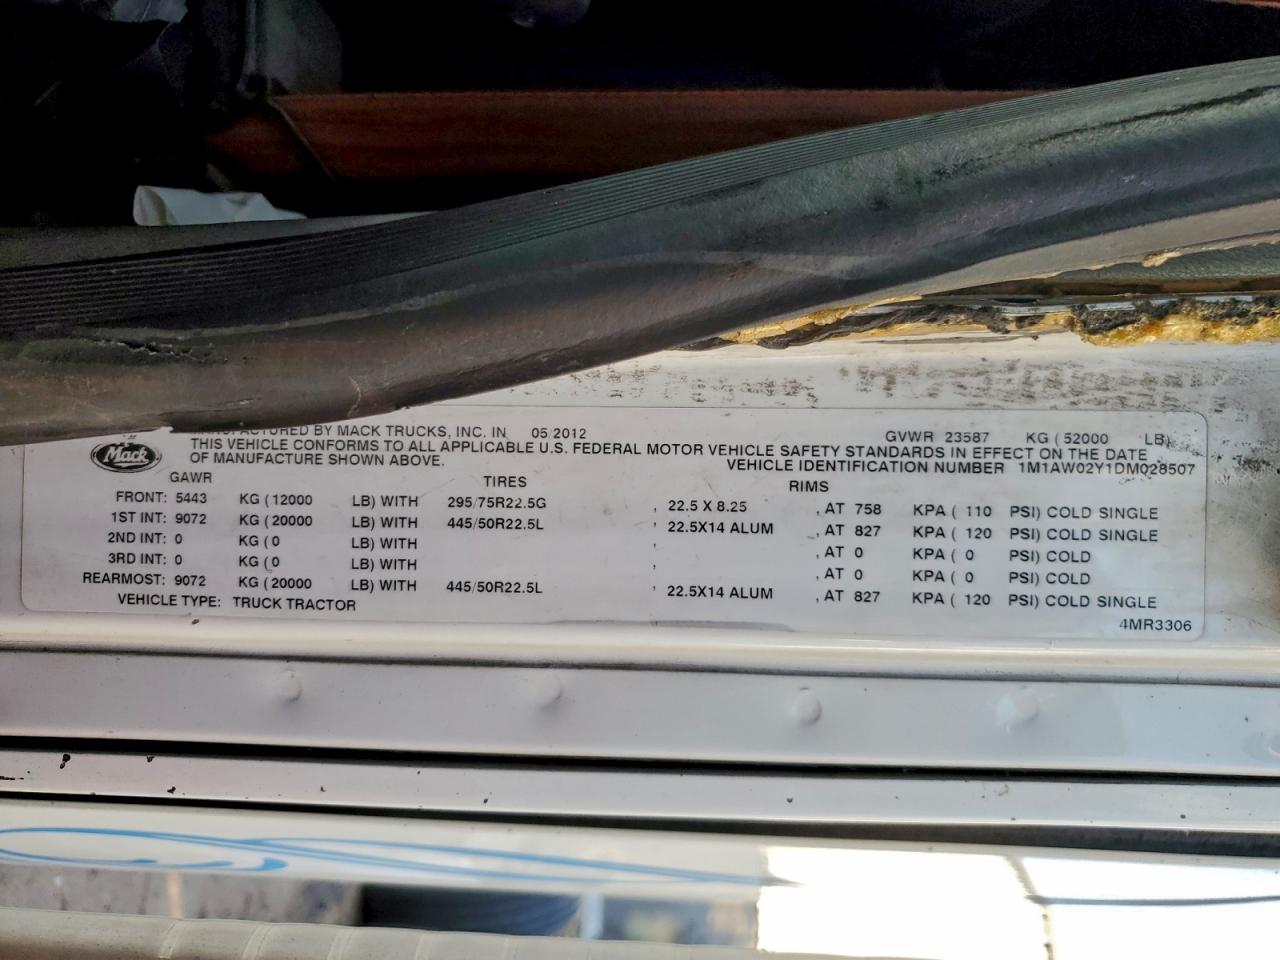 MANUFACTURED BY MACK TRUCKS, INC. IN 05/2012 GVWR 23587 KG (52000 LB)
THIS VEHICLE CONFORMS TO ALL APPLICABLE U.S. FEDERAL MOTOR VEHICLE SAFETY STANDARDS IN EFFECT ON THE DATE
OF MANUFACTURE SHOWN ABOVE. VEHICLE IDENTIFICATION NUMBER 1M1AW02Y1DM028507
Mack
GAWR TIRES RIMS
FRONT: 5443 KG (12000 LB) WITH 295/75R22.5G , 22.5 X 8.25 , AT 758 KPA ( 110 PSI) COLD SINGLE
1ST INT: 9072 KG (20000 LB) WITH 445/50R22.5L , 22.5X14 ALUM , AT 827 KPA ( 120 PSI) COLD SINGLE
2ND INT: 0 KG (0 LB) WITH , , AT 0 KPA ( 0 PSI) COLD
3RD INT: 0 KG (0 LB) WITH , , AT 0 KPA ( 0 PSI) COLD
REARMOST: 9072 KG (20000 LB) WITH 445/50R22.5L , 22.5X14 ALUM , AT 827 KPA ( 120 PSI) COLD SINGLE
VEHICLE TYPE: TRUCK TRACTOR
4MR3306